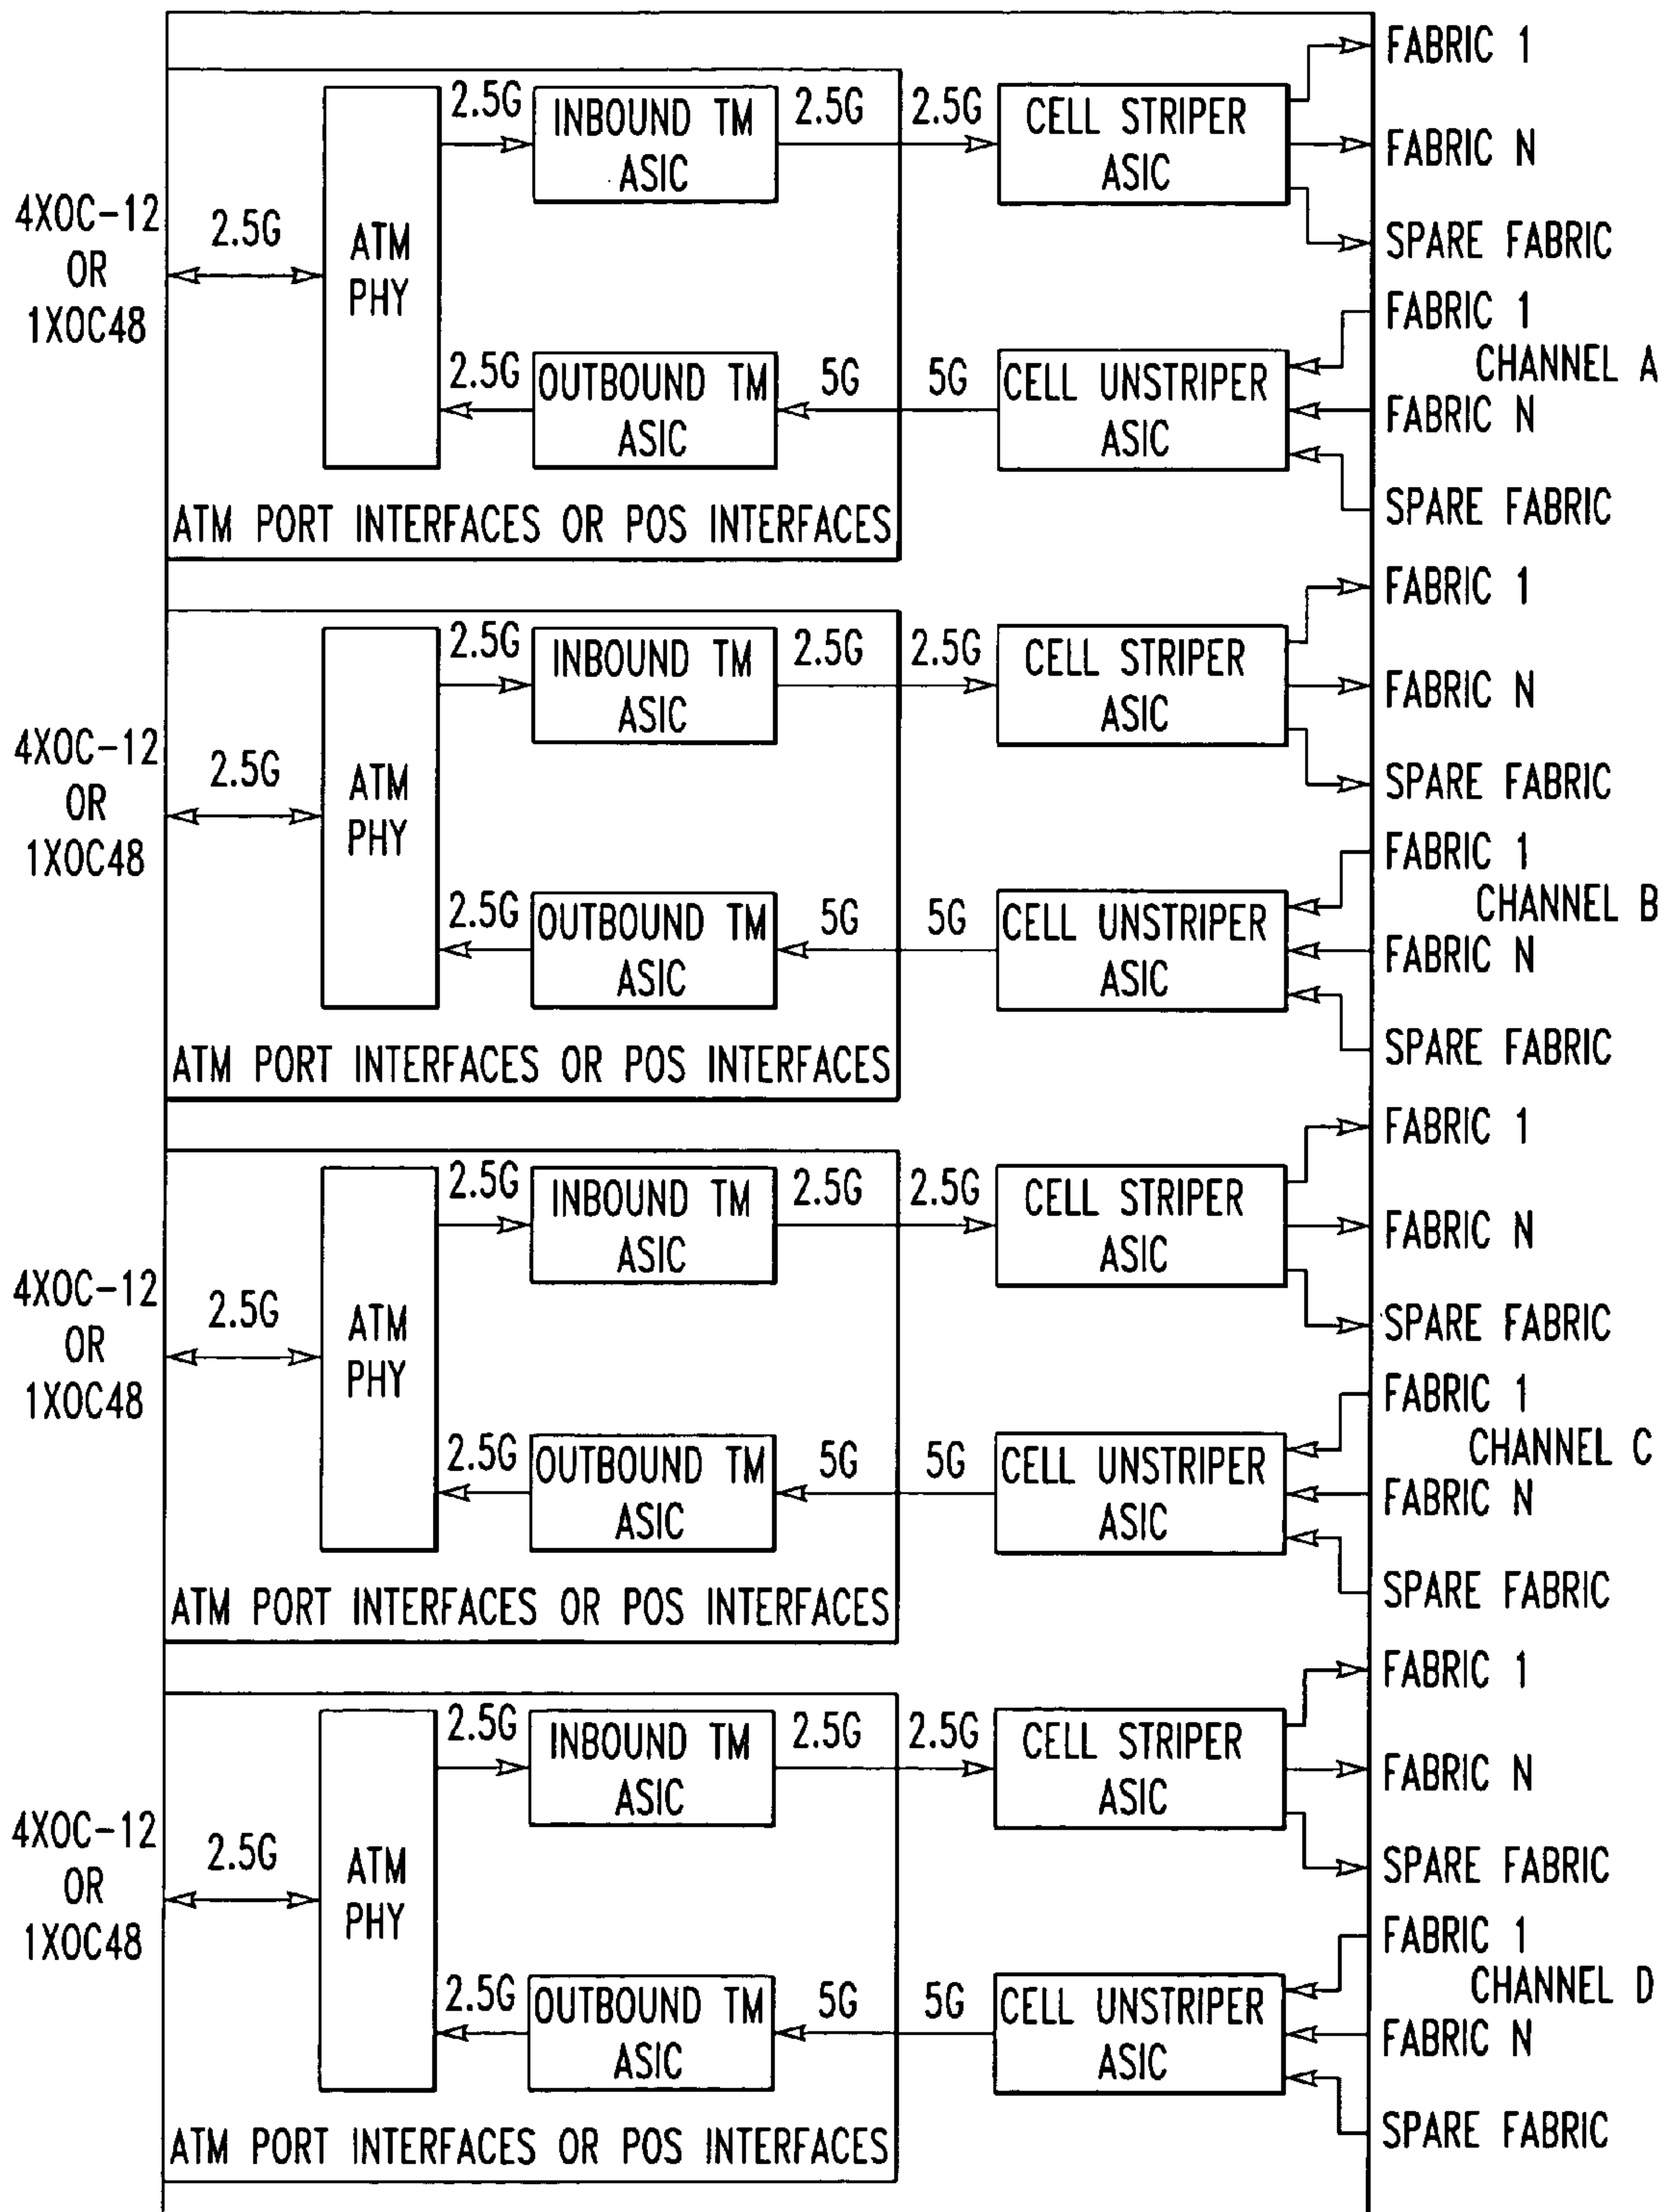 FABRIC 1
2.5G
INBOUND TM
ASIC
2.5G
2.5G
CELL STRIPER
ASIC
FABRIC N
4XOC-12
OR
1XOC48
2.5G
ATM
PHY
SPARE FABRIC
FABRIC 1
CHANNEL A
2.5G
OUTBOUND TM
ASIC
5G
5G
CELL UNSTRIPER
ASIC
FABRIC N
SPARE FABRIC
ATM PORT INTERFACES OR POS INTERFACES
FABRIC 1
2.5G
INBOUND TM
ASIC
2.5G
2.5G
CELL STRIPER
ASIC
FABRIC N
4XOC-12
OR
1XOC48
2.5G
ATM
PHY
SPARE FABRIC
FABRIC 1
CHANNEL B
2.5G
OUTBOUND TM
ASIC
5G
5G
CELL UNSTRIPER
ASIC
FABRIC N
SPARE FABRIC
ATM PORT INTERFACES OR POS INTERFACES
FABRIC 1
2.5G
INBOUND TM
ASIC
2.5G
2.5G
CELL STRIPER
ASIC
FABRIC N
4XOC-12
OR
1XOC48
2.5G
ATM
PHY
SPARE FABRIC
FABRIC 1
CHANNEL C
2.5G
OUTBOUND TM
ASIC
5G
5G
CELL UNSTRIPER
ASIC
FABRIC N
SPARE FABRIC
ATM PORT INTERFACES OR POS INTERFACES
FABRIC 1
2.5G
INBOUND TM
ASIC
2.5G
2.5G
CELL STRIPER
ASIC
FABRIC N
4XOC-12
OR
1XOC48
2.5G
ATM
PHY
SPARE FABRIC
FABRIC 1
CHANNEL D
2.5G
OUTBOUND TM
ASIC
5G
5G
CELL UNSTRIPER
ASIC
FABRIC N
SPARE FABRIC
ATM PORT INTERFACES OR POS INTERFACES